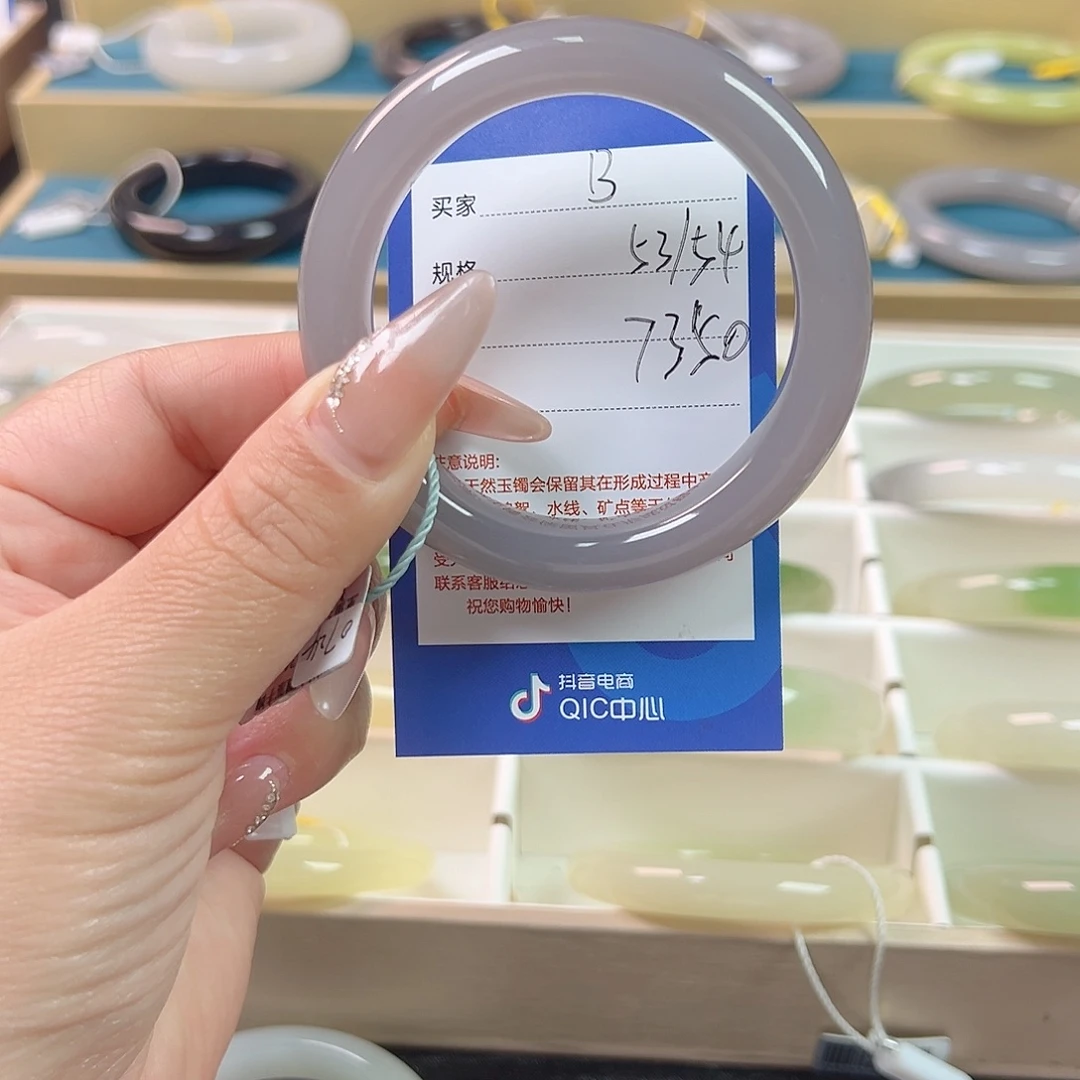 买家 B
规格 53/54
7350
注意说明:
天然玉镯会保留其在形成过程中
水线、矿点等
联系客服
祝您购物愉快!
抖音电商
QIC中心